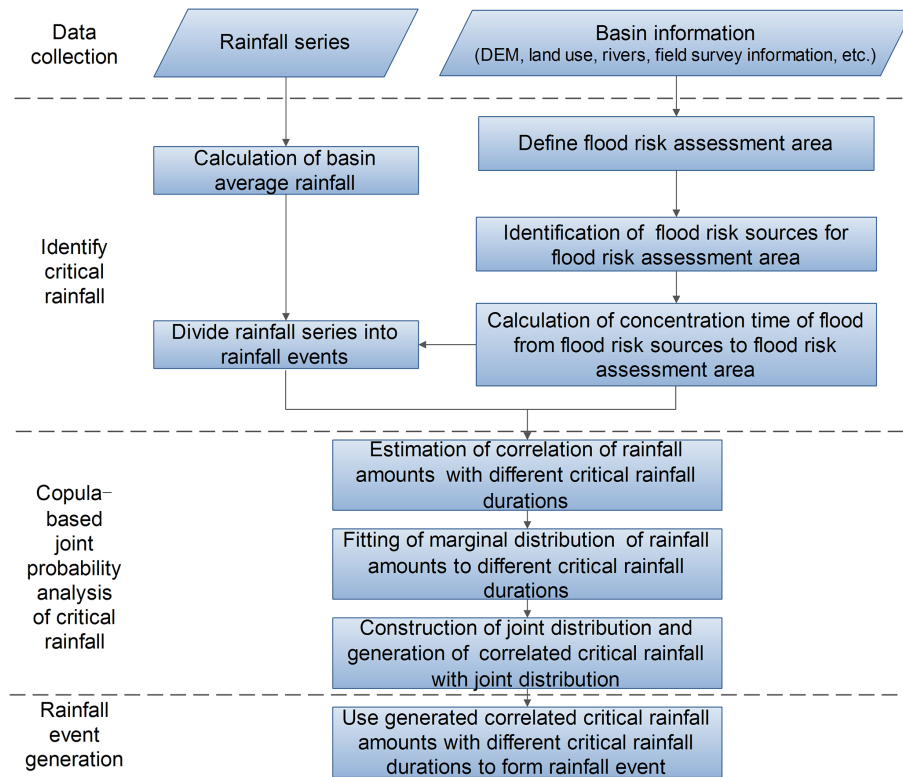 Data
collection
Rainfall series
Basin information
(DEM, land use, rivers, field survey information, etc.)
Identify
critical
rainfall
Calculation of basin
average rainfall
Define flood risk assessment area
Identification of flood risk sources for
flood risk assessment area
Divide rainfall series into
rainfall events
Calculation of concentration time of flood
from flood risk sources to flood risk
assessment area
Copula-
based
joint
probability
analysis
of critical
rainfall
Estimation of correlation of rainfall
amounts with different critical rainfall
durations
Fitting of marginal distribution of rainfall
amounts to different critical rainfall
durations
Construction of joint distribution and
generation of correlated critical rainfall
with joint distribution
Rainfall
event
generation
Use generated correlated critical rainfall
amounts with different critical rainfall
durations to form rainfall event